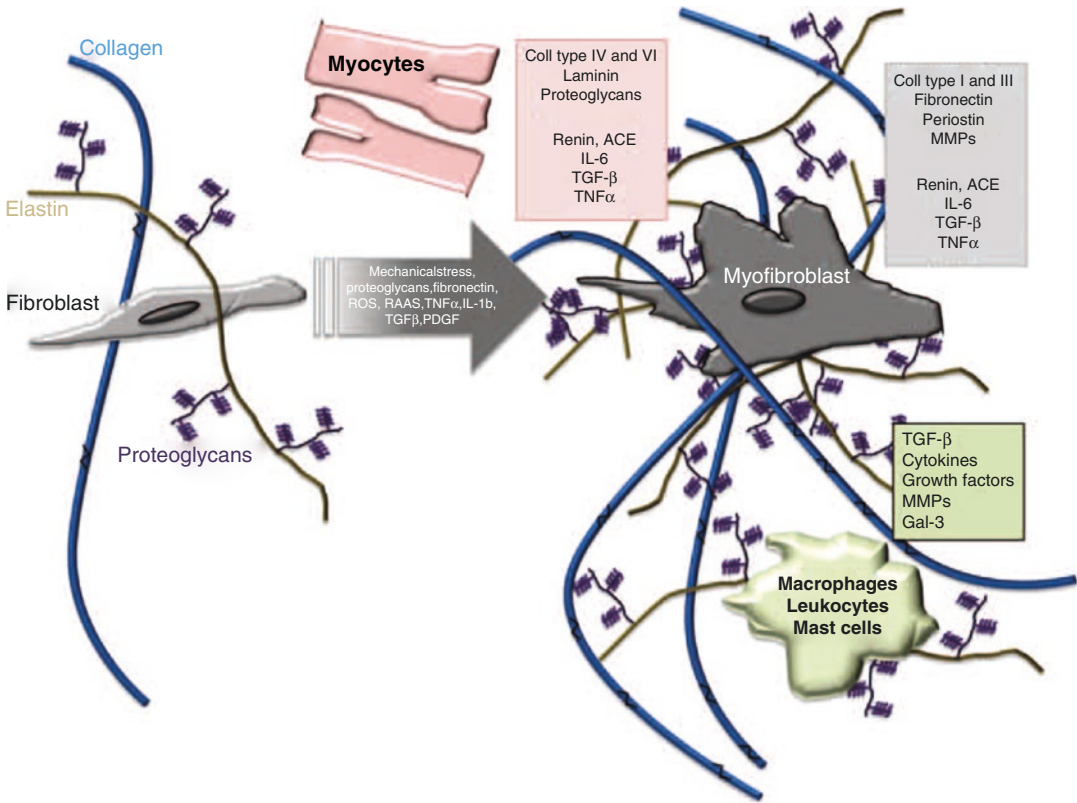 Collagen
Elastin
Fibroblast
Proteoglycans
Myocytes
Mechanicalstress,
proteoglycans,fibronectin,
ROS, RAAS,TNFα,IL-1b,
TGFβ,PDGF
Coll type IV and VI
Laminin
Proteoglycans
Renin, ACE
IL-6
TGF-β
TNFα
Coll type I and III
Fibronectin
Periostin
MMPs
Renin, ACE
IL-6
TGF-β
TNFα
Myofibroblast
TGF-β
Cytokines
Growth factors
MMPs
Gal-3
Macrophages
Leukocytes
Mast cells